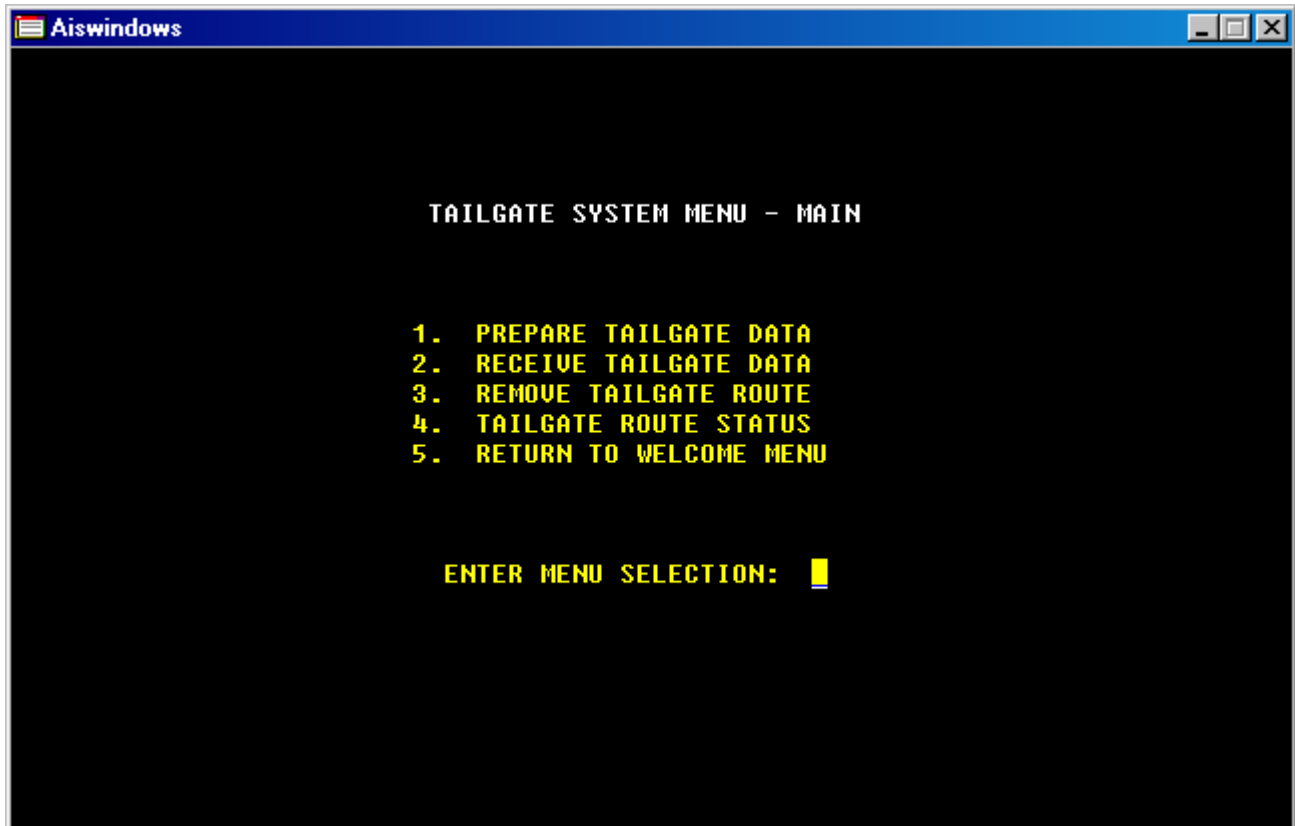 Aiswindows
TAILGATE SYSTEM MENU - MAIN
1. PREPARE TAILGATE DATA
2. RECEIVE TAILGATE DATA
3. REMOVE TAILGATE ROUTE
4. TAILGATE ROUTE STATUS
5. RETURN TO WELCOME MENU
ENTER MENU SELECTION: